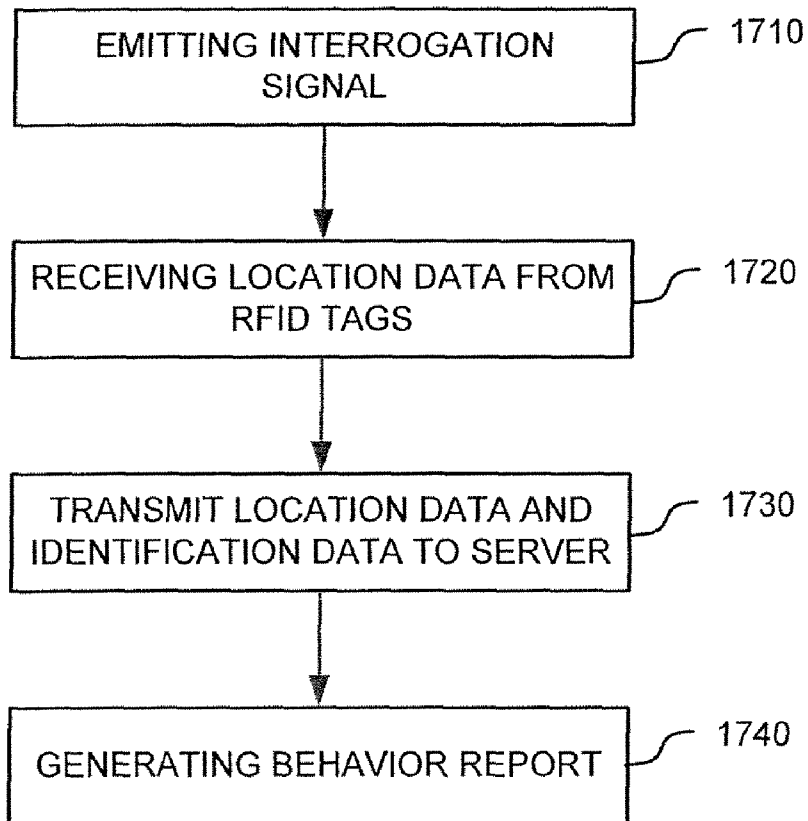 EMITTING INTERROGATION
SIGNAL
1710
RECEIVING LOCATION DATA FROM
RFID TAGS
1720
TRANSMIT LOCATION DATA AND
IDENTIFICATION DATA TO SERVER
1730
GENERATING BEHAVIOR REPORT
1740